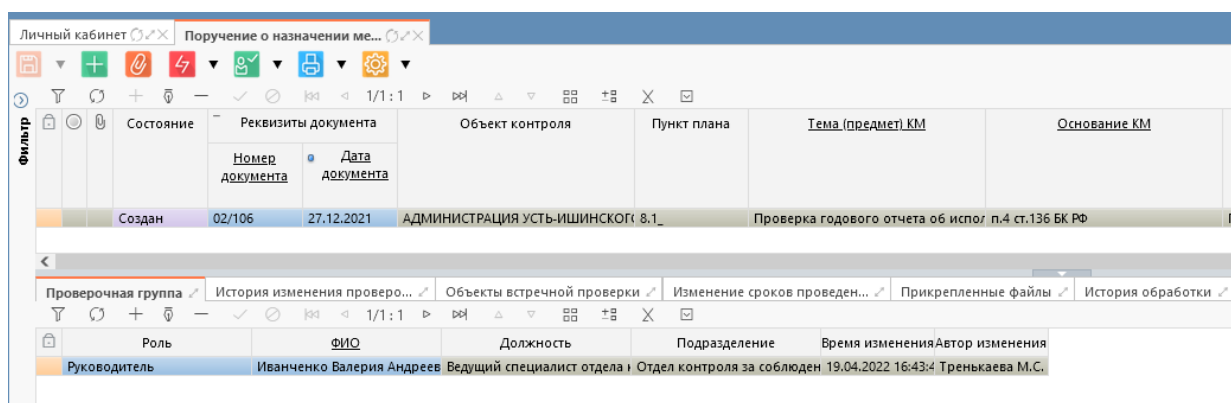 Личный кабинет
Поручение о назначении ме...
1/1 : 1
Фильтр
Состояние
Реквизиты документа
Объект контроля
Пункт плана
Тема (предмет) КМ
Основание КМ
Номер документа
Дата документа
Создан 02/106 27.12.2021 АДМИНИСТРАЦИЯ УСТЬ-ИШИНСКОГО 8.1_ Проверка годового отчета об испол п.4 ст.136 БК РФ
Проверочная группа История изменения проверо... Объекты встречной проверки Изменение сроков проведен... Прикрепленные файлы История обработки
1/1 : 1
Роль ФИО Должность Подразделение Время изменения Автор изменения
Руководитель Иванченко Валерия Андреев Ведущий специалист отдела к Отдел контроля за соблюден 19.04.2022 16:43:4 Тренькаева М.С.